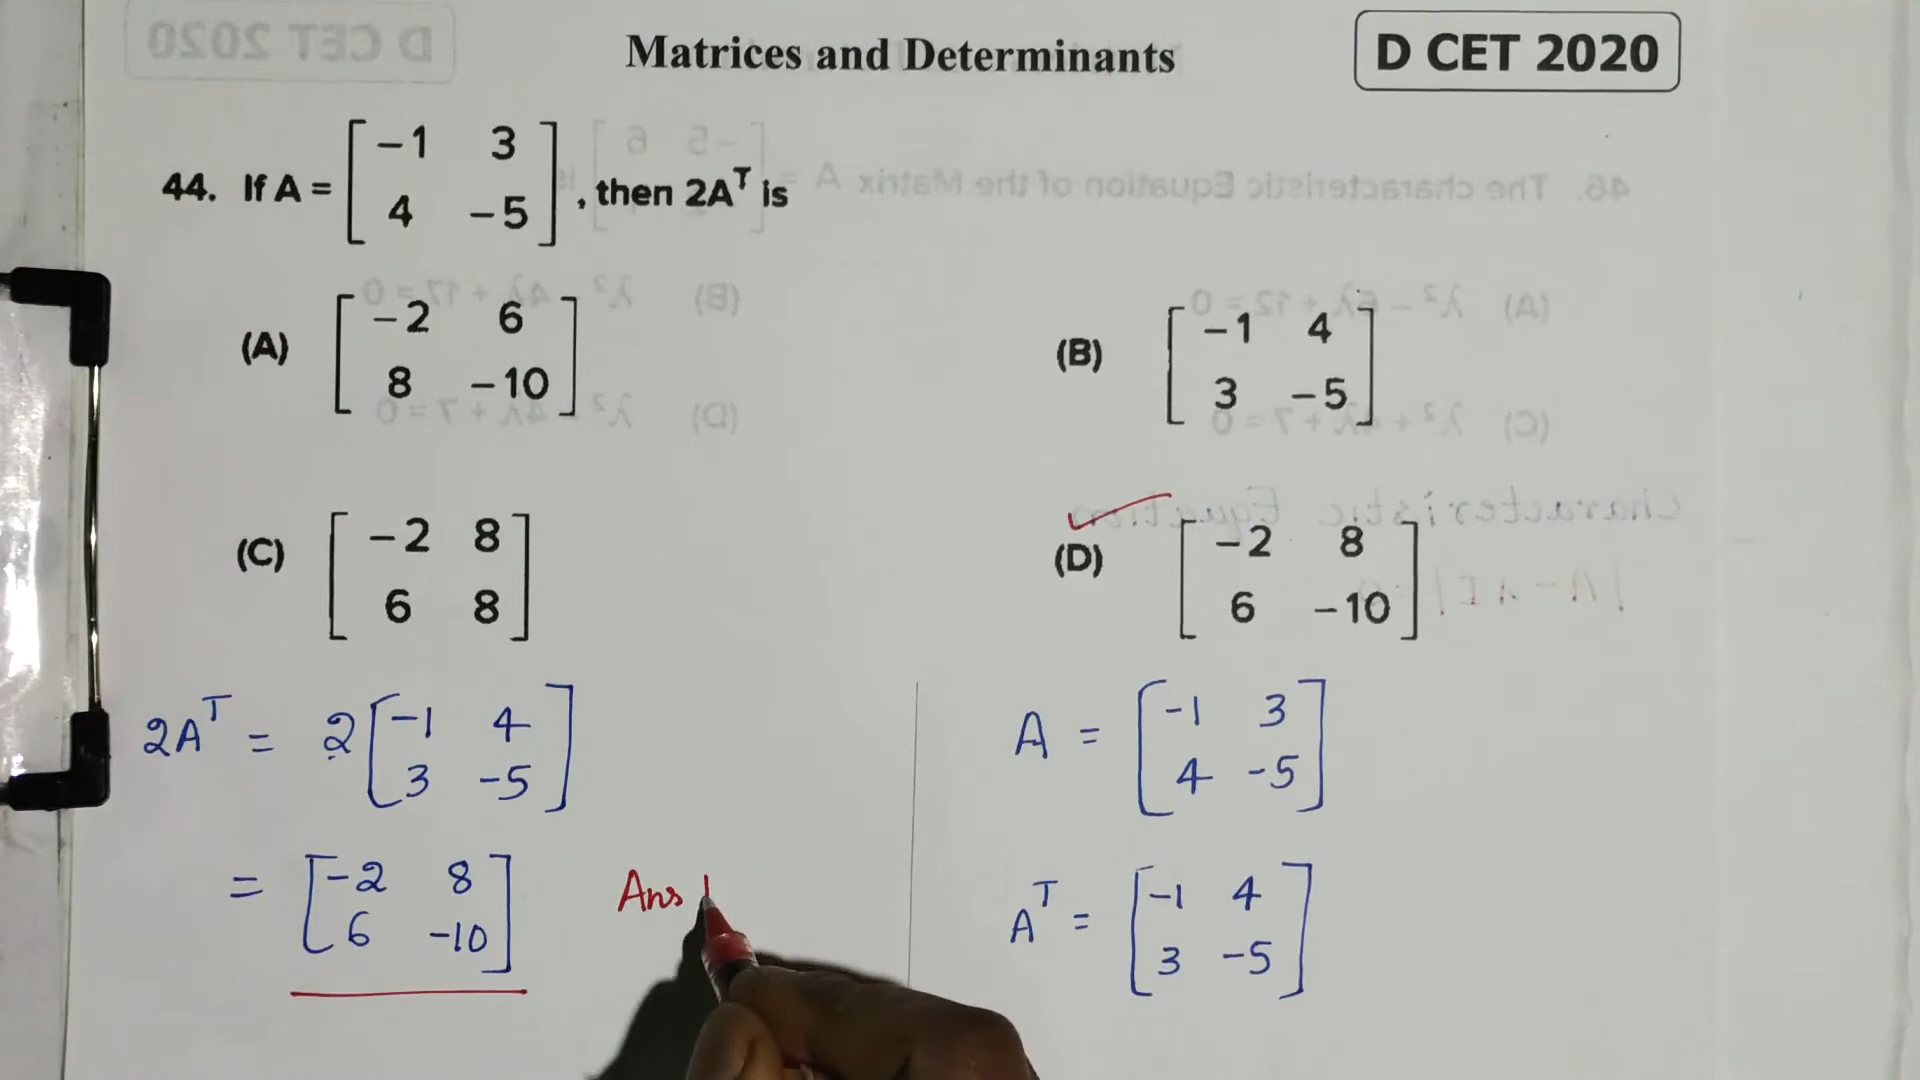 Matrices and Determinants
D CET 2020
44. If A = [ -1 3
4 -5 ] , then 2Aᵀ is
(A) [ -2 6
8 -10 ]
(B) [ -1 4
3 -5 ]
(C) [ -2 8
6 8 ]
(D) [ -2 8
6 -10 ]
2Aᵀ = 2 [ -1 4
3 -5 ]
= [ -2 8
6 -10 ]
Ans
A = [ -1 3
4 -5 ]
Aᵀ = [ -1 4
3 -5 ]